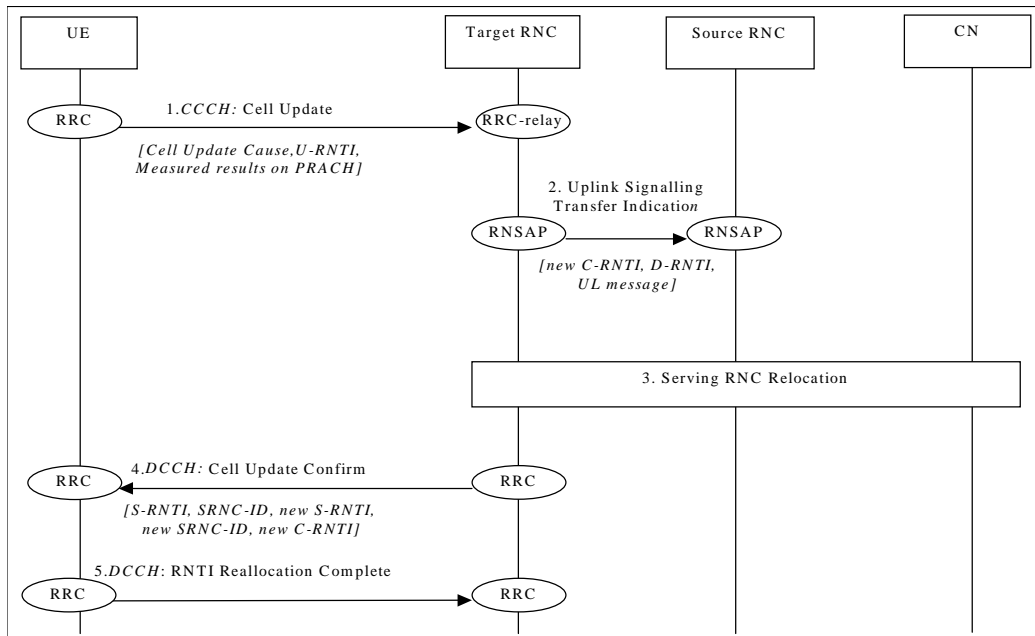 UE
Target RNC
Source RNC
CN
1.CCCH: Cell Update
RRC
RRC-relay
[Cell Update Cause,U-RNTI,
Measured results on PRACH]
2. Uplink Signalling
Transfer Indication
RNSAP
RNSAP
[new C-RNTI, D-RNTI,
UL message]
3. Serving RNC Relocation
4.DCCH: Cell Update Confirm
RRC
RRC
[S-RNTI, SRNC-ID, new S-RNTI,
new SRNC-ID, new C-RNTI]
5.DCCH: RNTI Reallocation Complete
RRC
RRC